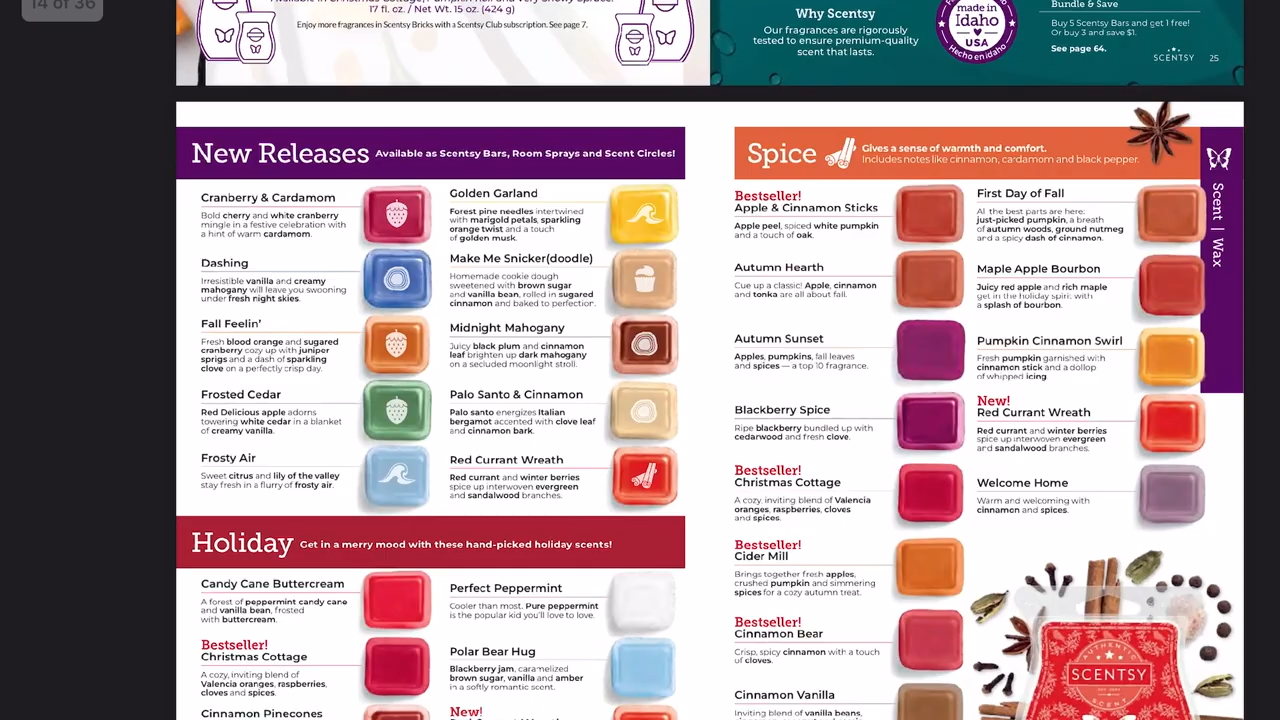 14 of 36
17 fl. oz. / Net Wt. 15 oz. (424 g)
Enjoy more fragrances in Scentsy Bricks with a Scentsy Club subscription. See page 7.
Why Scentsy
Our fragrances are rigorously
tested to ensure premium-quality
scent that lasts.
made in
Idaho
USA
Hecho en Idaho
Bundle & Save
Buy 5 Scentsy Bars and get 1 free!
Or buy 3 and save $1.
See page 64.
SCENTSY 25
New Releases Available as Scentsy Bars, Room Sprays and Scent Circles!
Cranberry & Cardamom
Bold cherry and white cranberry
mingle in a festive celebration with
a hint of warm cardamom.
Dashing
Irresistible vanilla and creamy
mahogany will leave you swooning
under fresh night skies.
Fall Feelin’
Fresh blood orange and sugared
cranberry cozy up with juniper
sprigs and a dash of sparkling
clove on a perfectly crisp day.
Frosted Cedar
Red Delicious apple adorns
towering white cedar in a blanket
of creamy vanilla.
Frosty Air
Sweet citrus and lily of the valley
stay fresh in a flurry of frosty air.
Golden Garland
Forest pine needles intertwined
with marigold petals, sparkling
orange twist and a touch
of golden musk.
Make Me Snicker(doodle)
Homemade cookie dough
sweetened with brown sugar
and vanilla bean, rolled in sugared
cinnamon and baked to perfection.
Midnight Mahogany
Juicy black plum and cinnamon
leaf brighten up dark mahogany
on a secluded moonlight stroll.
Palo Santo & Cinnamon
Palo santo energizes Italian
bergamot accented with clove leaf
and cinnamon bark.
Red Currant Wreath
Red currant and winter berries
spice up interwoven evergreen
and sandalwood branches.
Holiday Get in a merry mood with these hand-picked holiday scents!
Candy Cane Buttercream
A forest of peppermint candy cane
and vanilla bean, frosted
with buttercream.
Bestseller!
Christmas Cottage
A cozy, inviting blend of
Valencia oranges, raspberries,
cloves and spices.
Cinnamon Pinecones
Perfect Peppermint
Cooler than most. Pure peppermint
is the popular kid you'll love to love.
Polar Bear Hug
Blackberry jam, caramelized
brown sugar, vanilla and amber
in a softly romantic scent.
New!
Spice Gives a sense of warmth and comfort.
Includes notes like cinnamon, cardamom and black pepper.
Bestseller!
Apple & Cinnamon Sticks
Apple peel, spiced white pumpkin
and a touch of oak.
Autumn Hearth
Cue up a classic! Apple, cinnamon
and tonka are all about fall.
Autumn Sunset
Apples, pumpkins, fall leaves
and spices — a top 10 fragrance.
Blackberry Spice
Ripe blackberry bundled up with
cedarwood and fresh clove.
Bestseller!
Christmas Cottage
A cozy, inviting blend of Valencia
oranges, raspberries, cloves
and spices.
Bestseller!
Cider Mill
Brings together fresh apples,
crushed pumpkin and simmering
spices for a cozy autumn treat.
Bestseller!
Cinnamon Bear
Crisp, spicy cinnamon with a touch
of cloves.
Cinnamon Vanilla
Inviting blend of vanilla beans,
First Day of Fall
All the best parts are here:
just-picked pumpkin, a breath
of autumn woods, ground nutmeg
and a spicy dash of cinnamon.
Maple Apple Bourbon
Juicy red apple and rich maple
get in the holiday spirit with
a splash of bourbon.
Pumpkin Cinnamon Swirl
Fresh pumpkin garnished with
cinnamon stick and a dollop
of whipped icing.
New!
Red Currant Wreath
Red currant and winter berries
spice up interwoven evergreen
and sandalwood branches.
Welcome Home
Warm and welcoming with
cinnamon and spices.
Scent | Wax
AUTHENTIC
SCENTSY